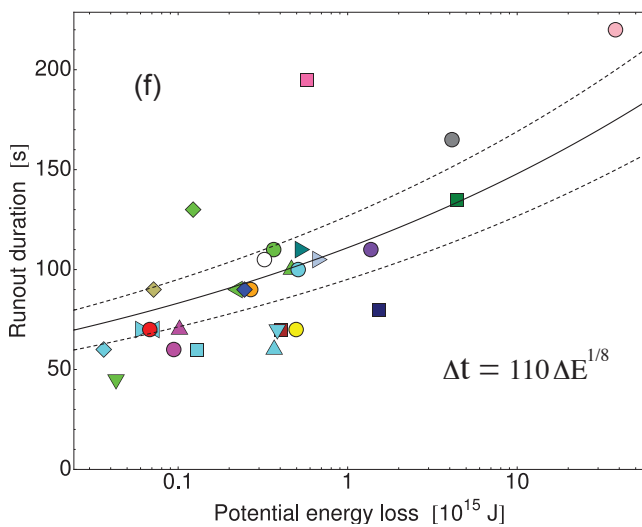 (f)
200
150
100
50
0
Runout duration [s]
Δt = 110 ΔE^1/8
0.1 1 10
Potential energy loss [10^15 J]